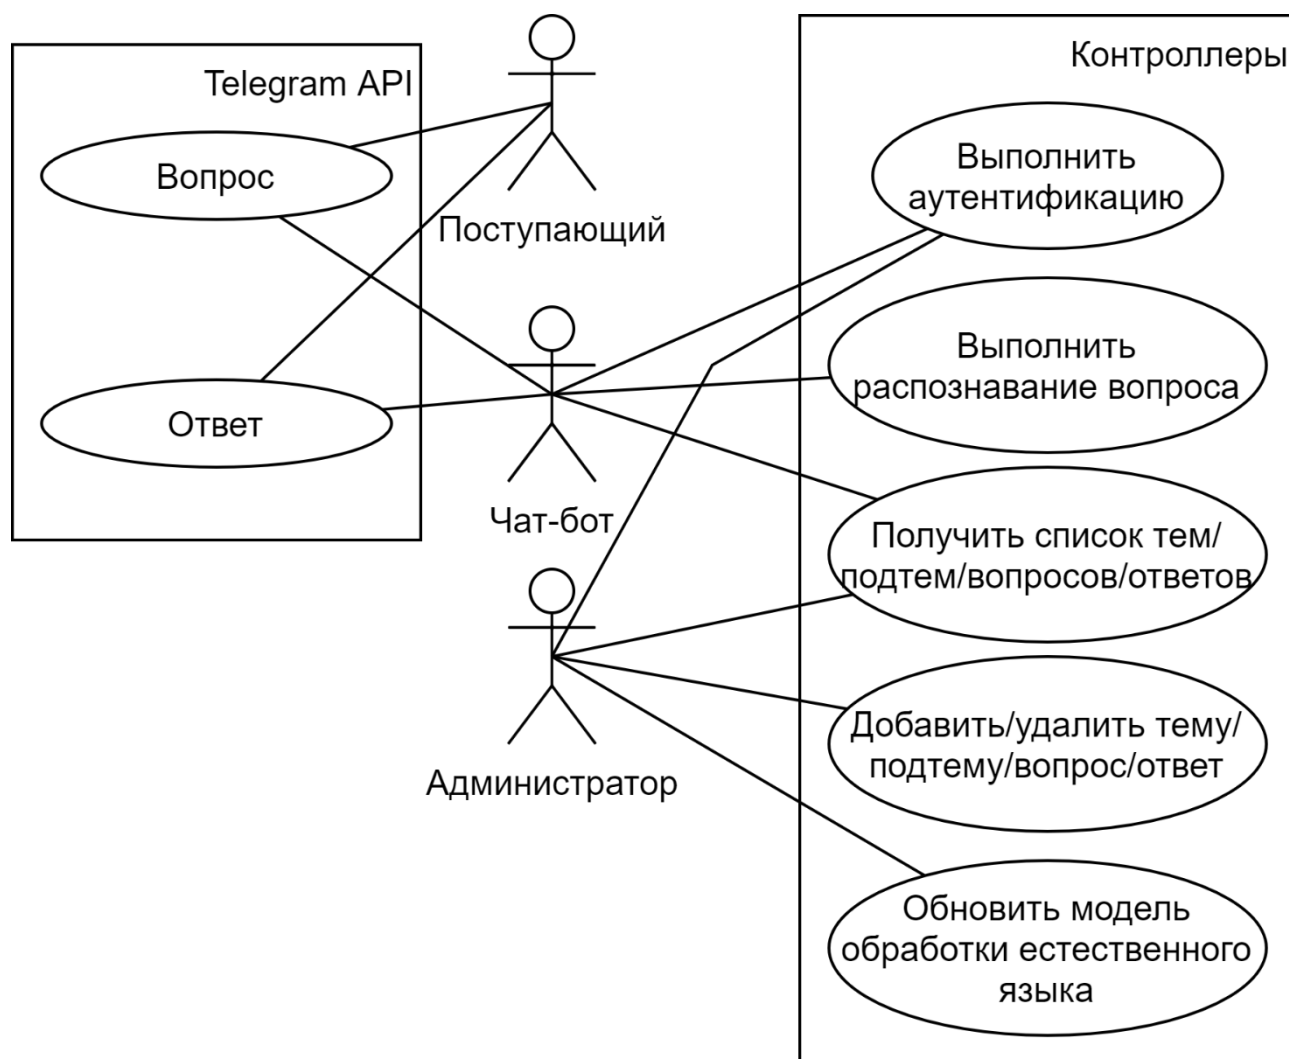 Telegram API
Вопрос
Ответ
Поступающий
Чат-бот
Администратор
Контроллеры
Выполнить
аутентификацию
Выполнить
распознавание вопроса
Получить список тем/
подтем/вопросов/ответов
Добавить/удалить тему/
подтему/вопрос/ответ
Обновить модель
обработки естественного
языка